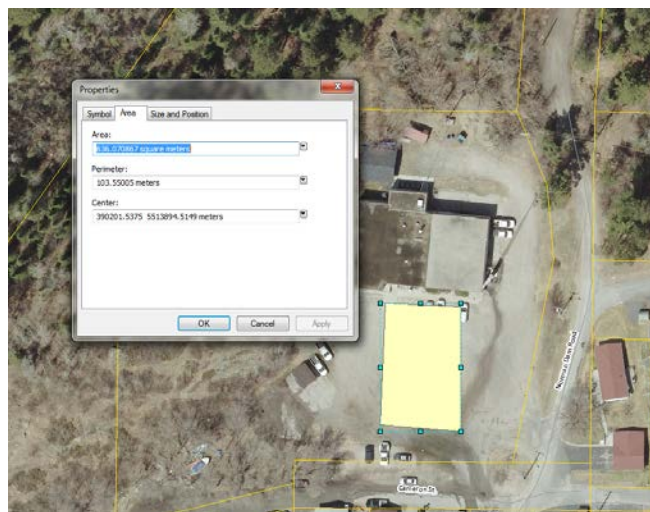 Properties
Symbol Area Size and Position
Area:
636.070867 square meters
Perimeter:
103.55005 meters
Center:
390201.5375 5513894.5149 meters
OK Cancel Apply
Cameron St